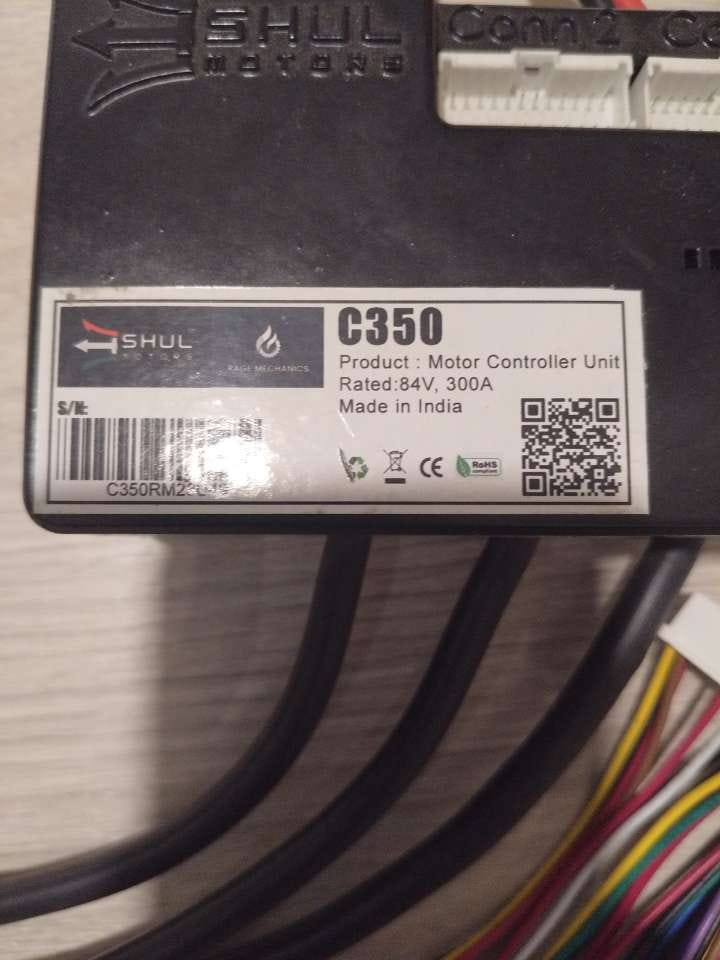 SHUL
MOTORS
Conn 2
SHUL
MOTORS
RAGE MECHANICS
C350
Product : Motor Controller Unit
Rated:84V, 300A
Made in India
S/N:
CE
RoHS
compliant